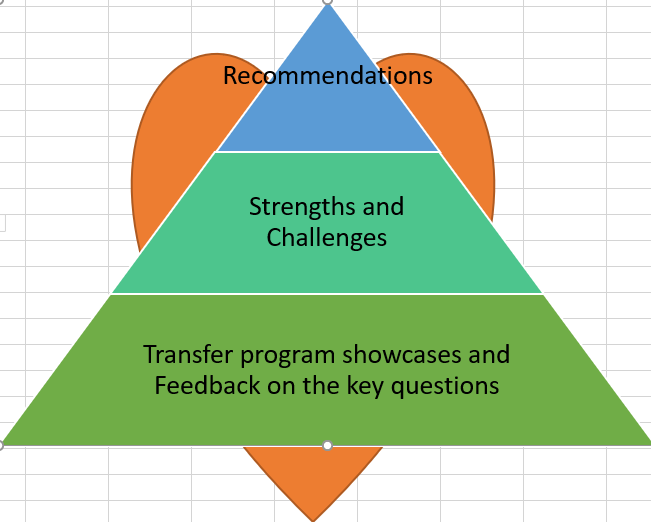 Recommendations
Strengths and
Challenges
Transfer program showcases and
Feedback on the key questions